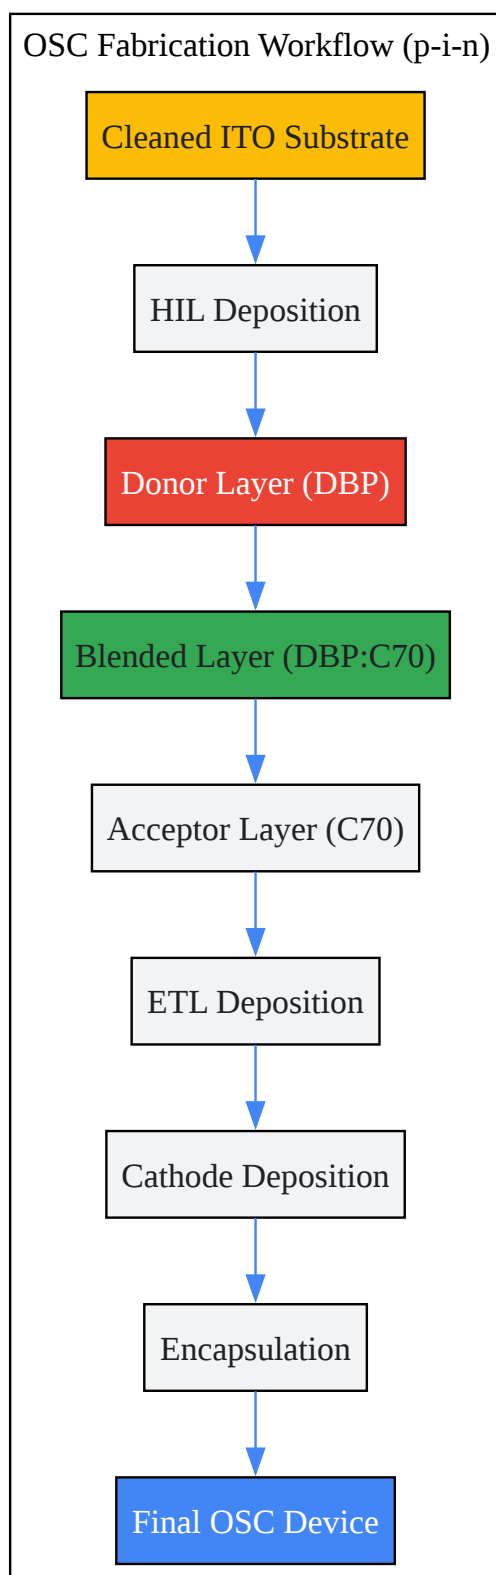 OSC Fabrication Workflow (p-i-n)
Cleaned ITO Substrate
HIL Deposition
Donor Layer (DBP)
Blended Layer (DBP:C70)
Acceptor Layer (C70)
ETL Deposition
Cathode Deposition
Encapsulation
Final OSC Device